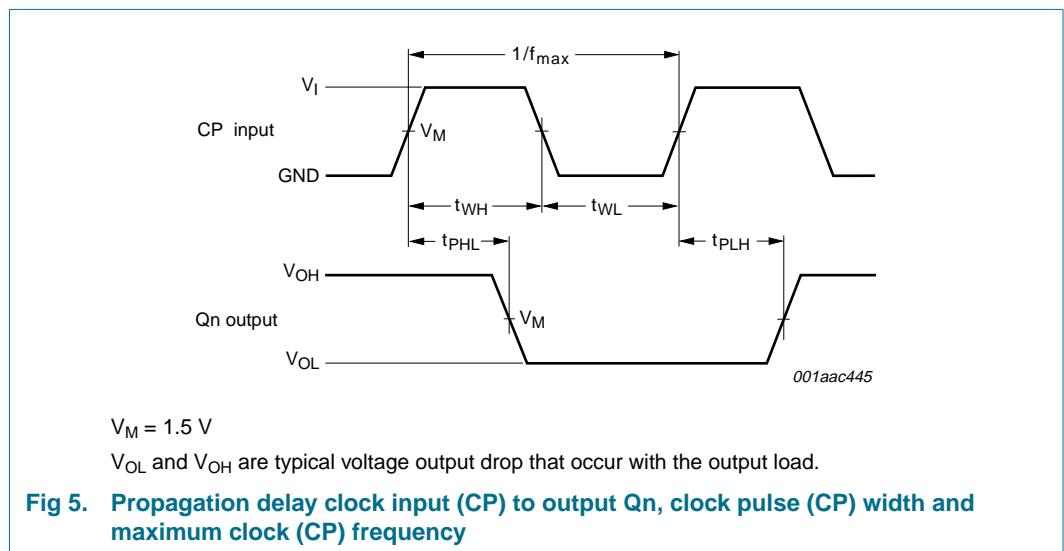 1/fmax
VI
CP input
VM
GND
tWH
tWL
tPHL
tPLH
VOH
Qn output
VM
VOL
001aac445
VM = 1.5 V
VOL and VOH are typical voltage output drop that occur with the output load.
Fig 5. Propagation delay clock input (CP) to output Qn, clock pulse (CP) width and
maximum clock (CP) frequency